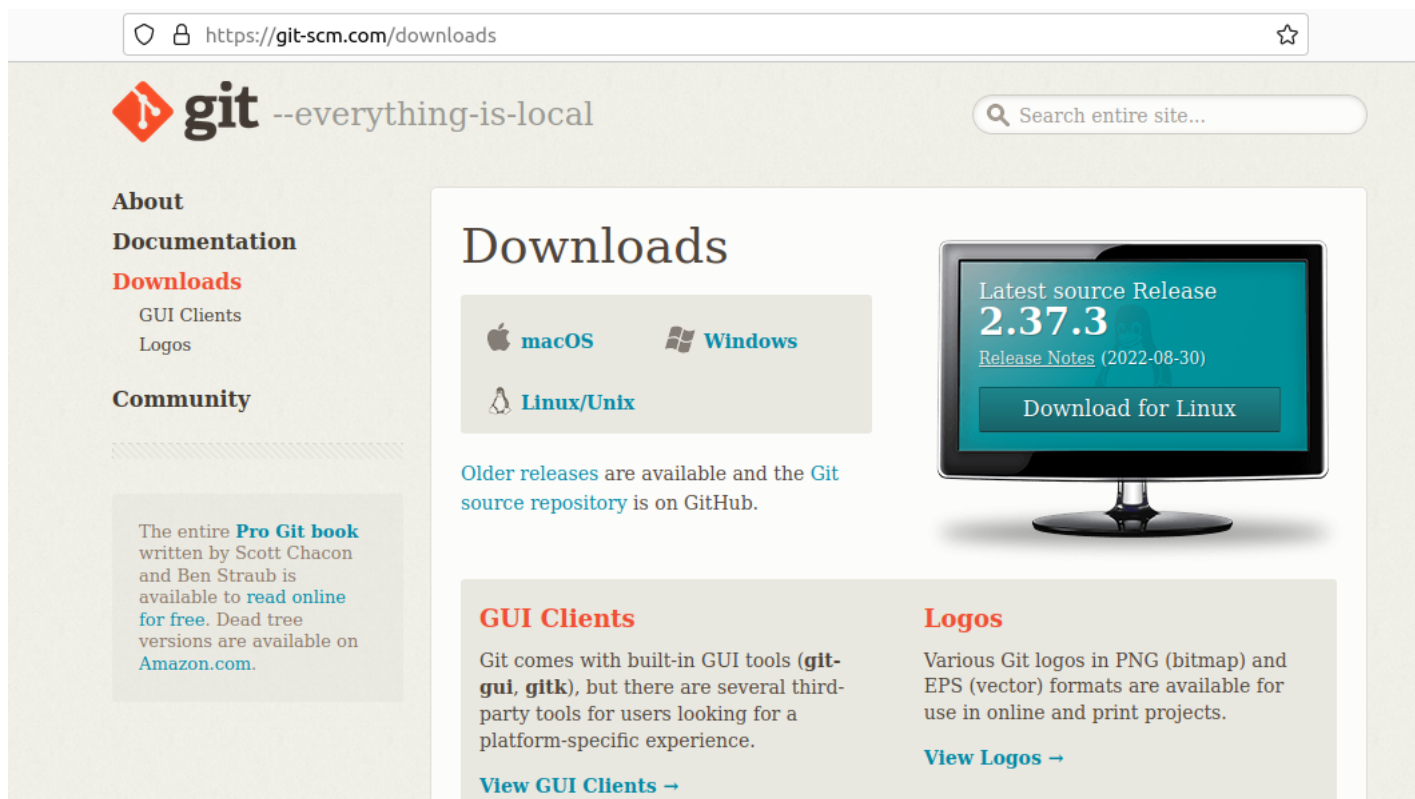 https://git-scm.com/downloads
git --everything-is-local
Search entire site...
About
Documentation
Downloads
GUI Clients
Logos
Community
The entire Pro Git book
written by Scott Chacon
and Ben Straub is
available to read online
for free. Dead tree
versions are available on
Amazon.com.
Downloads
macOS
Windows
Linux/Unix
Older releases are available and the Git
source repository is on GitHub.
Latest source Release
2.37.3
Release Notes (2022-08-30)
Download for Linux
GUI Clients
Git comes with built-in GUI tools (git-
gui, gitk), but there are several third-
party tools for users looking for a
platform-specific experience.
View GUI Clients →
Logos
Various Git logos in PNG (bitmap) and
EPS (vector) formats are available for
use in online and print projects.
View Logos →